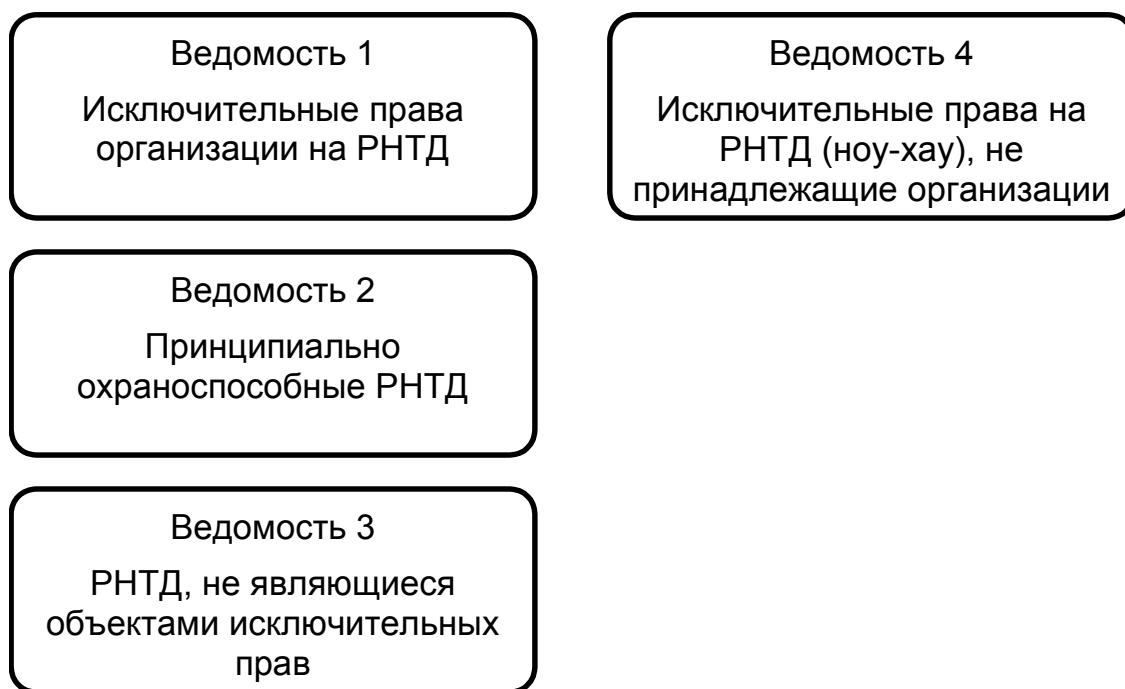 Ведомость 1
Исключительные права
организации на РНТД
Ведомость 4
Исключительные права на
РНТД (ноу-хау), не
принадлежащие организации
Ведомость 2
Принципиально
охраноспособные РНТД
Ведомость 3
РНТД, не являющиеся
объектами исключительных
прав